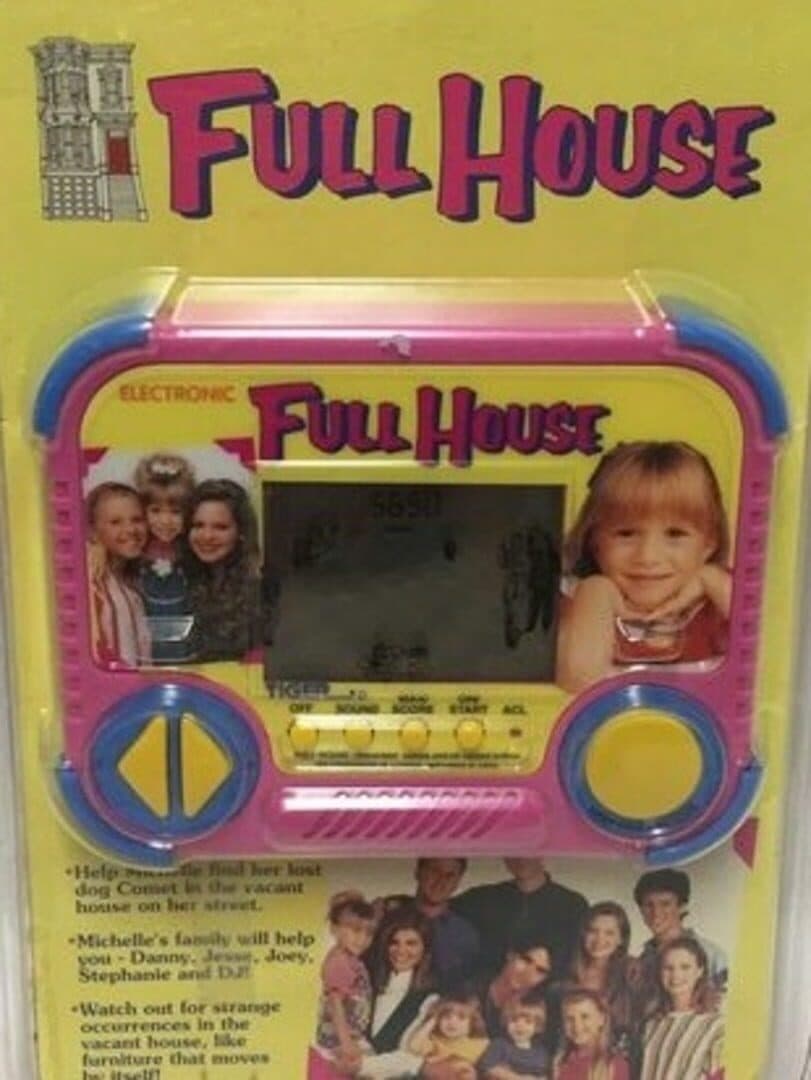 FULL HOUSE
ELECTRONIC
FULL HOUSE
TIGER
OFF SOUND SCORE START ACL
•Help Michelle find her lost
dog Comet in the vacant
house on her street.
•Michelle's family will help
you - Danny, Jesse, Joey,
Stephanie and DJ!
•Watch out for strange
occurrences in the
vacant house, like
furniture that moves
by itself!